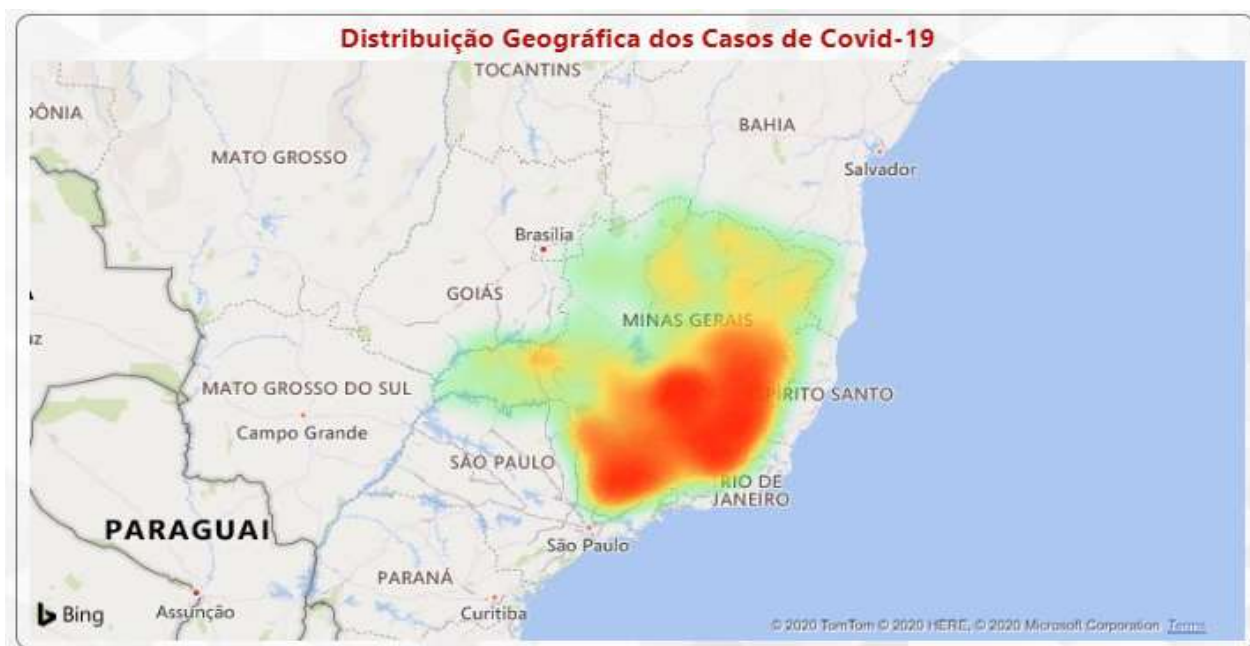 Distribuição Geográfica dos Casos de Covid-19
TOCANTINS
DÔNIA
BAHIA
MATO GROSSO
Salvador
Brasília
GOIÁS
MINAS GERAIS
MATO GROSSO DO SUL
PÍRITO SANTO
Campo Grande
SÃO PAULO
RIO DE
JANEIRO
PARAGUAI
São Paulo
PARANÁ
Assunção
Curitiba
Bing
© 2020 TomTom © 2020 HERE, © 2020 Microsoft Corporation Terms